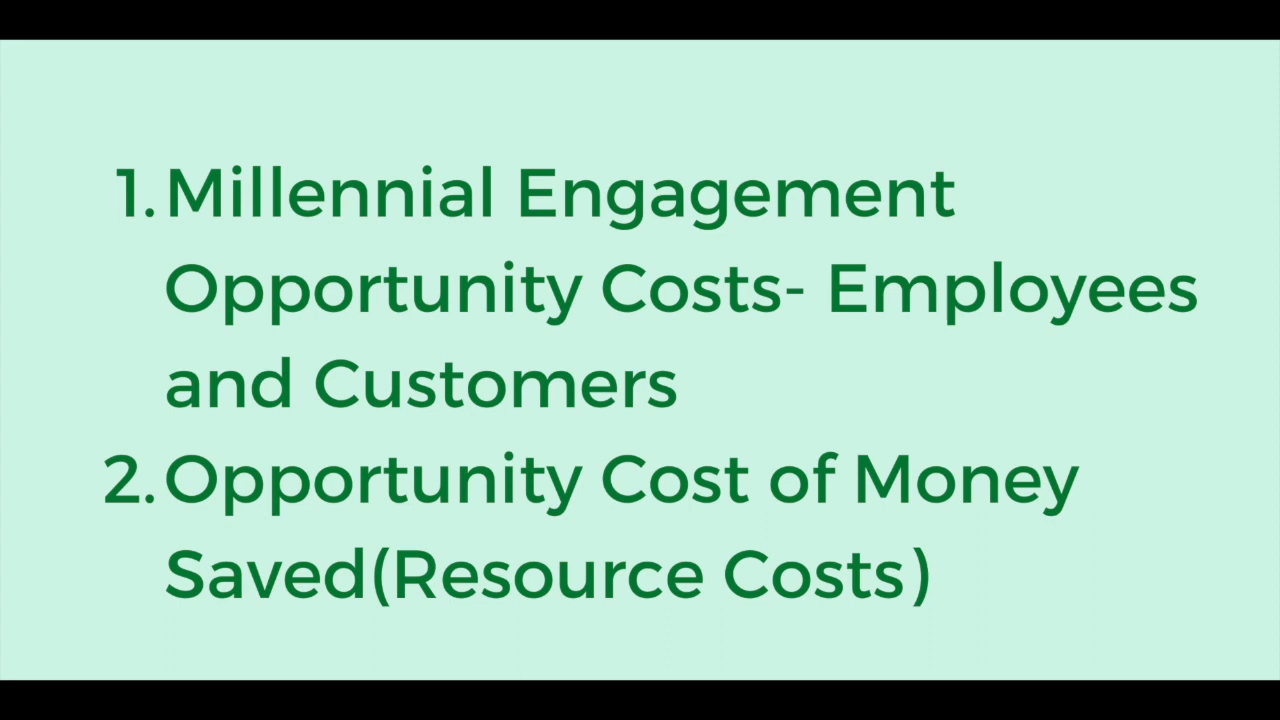 1. Millennial Engagement
Opportunity Costs- Employees
and Customers
2. Opportunity Cost of Money
Saved(Resource Costs)